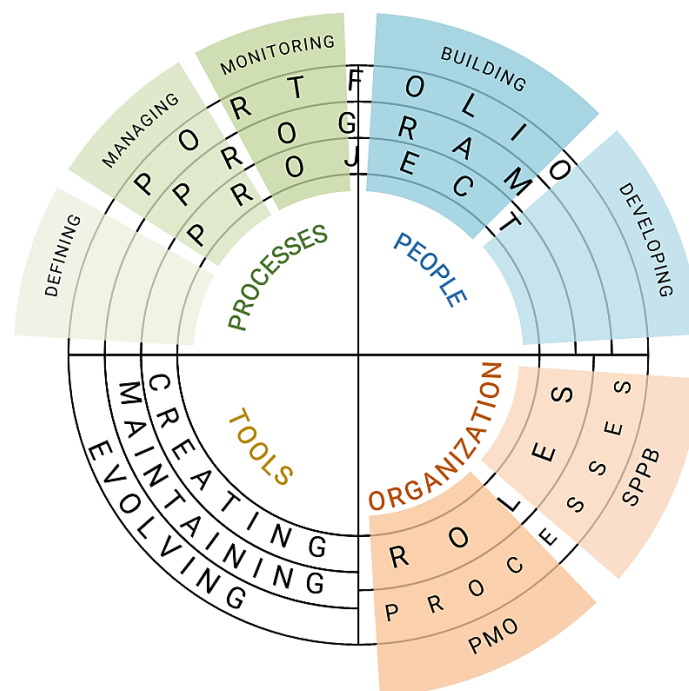 DEFINING
MANAGING
MONITORING
BUILDING
DEVELOPING
PORTFOLIO
PROGRAM
PROJECT
PROCESSES
PEOPLE
TOOLS
ORGANIZATION
CREATING
MAINTAINING
EVOLVING
ROLES
PROCESSES
SPPB
PMO